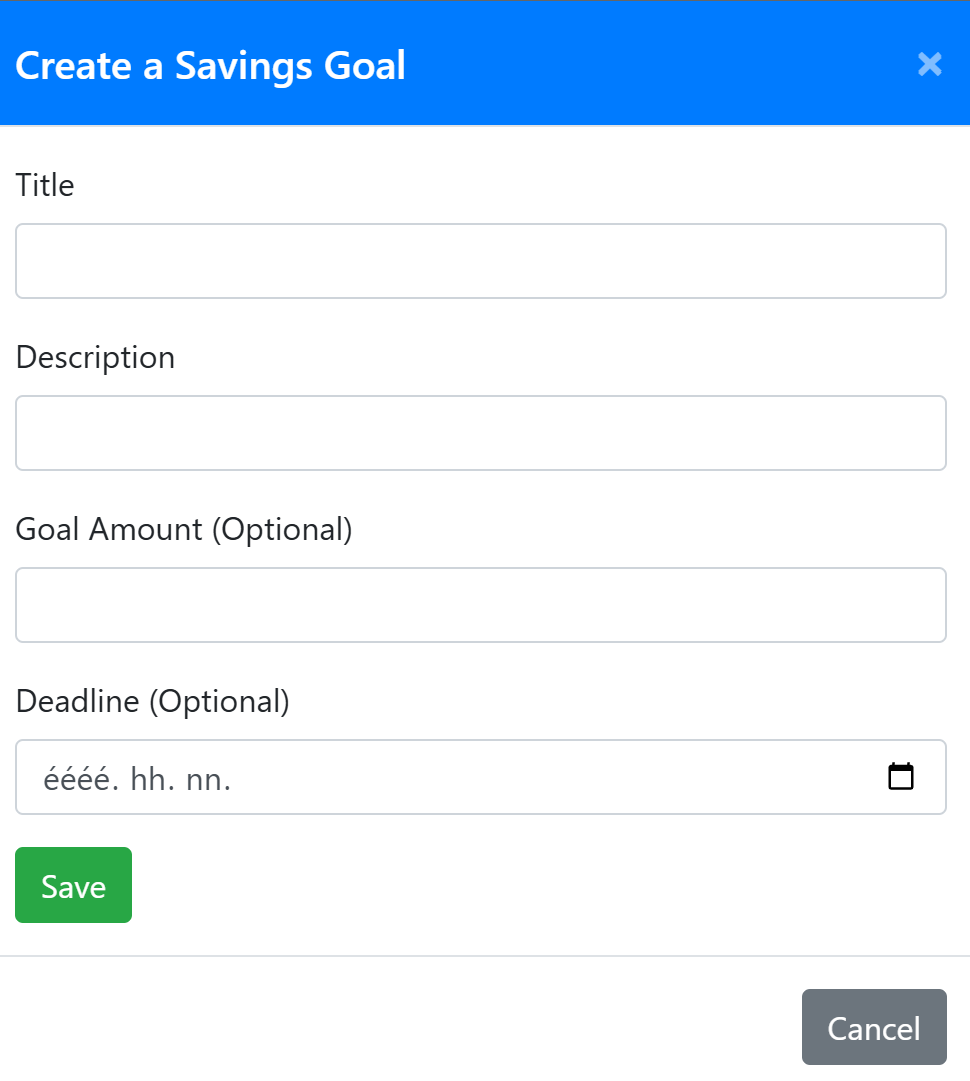 Create a Savings Goal ×
Title
Description
Goal Amount (Optional)
Deadline (Optional)
éééé. hh. nn.
Save
Cancel